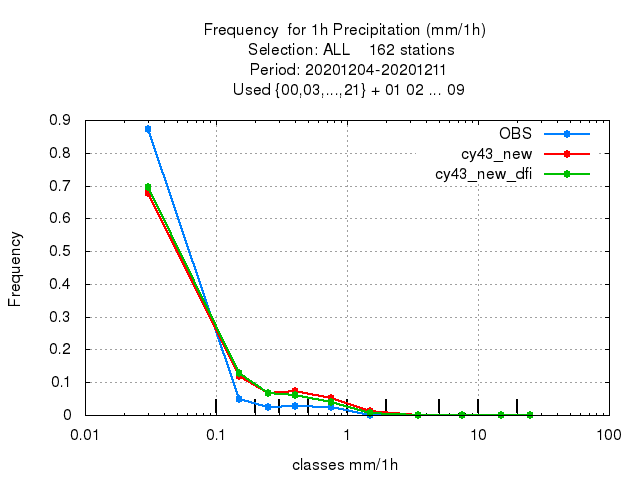 Frequency  for 1h Precipitation (mm/1h)
Selection: ALL    162 stations
Period: 20201204-20201211
Used {00,03,...,21} + 01 02 ... 09
OBS
cy43_new
cy43_new_dfi
0.9
0.8
0.7
0.6
0.5
0.4
0.3
0.2
0.1
0
Frequency
0.01
0.1
1
10
100
classes mm/1h